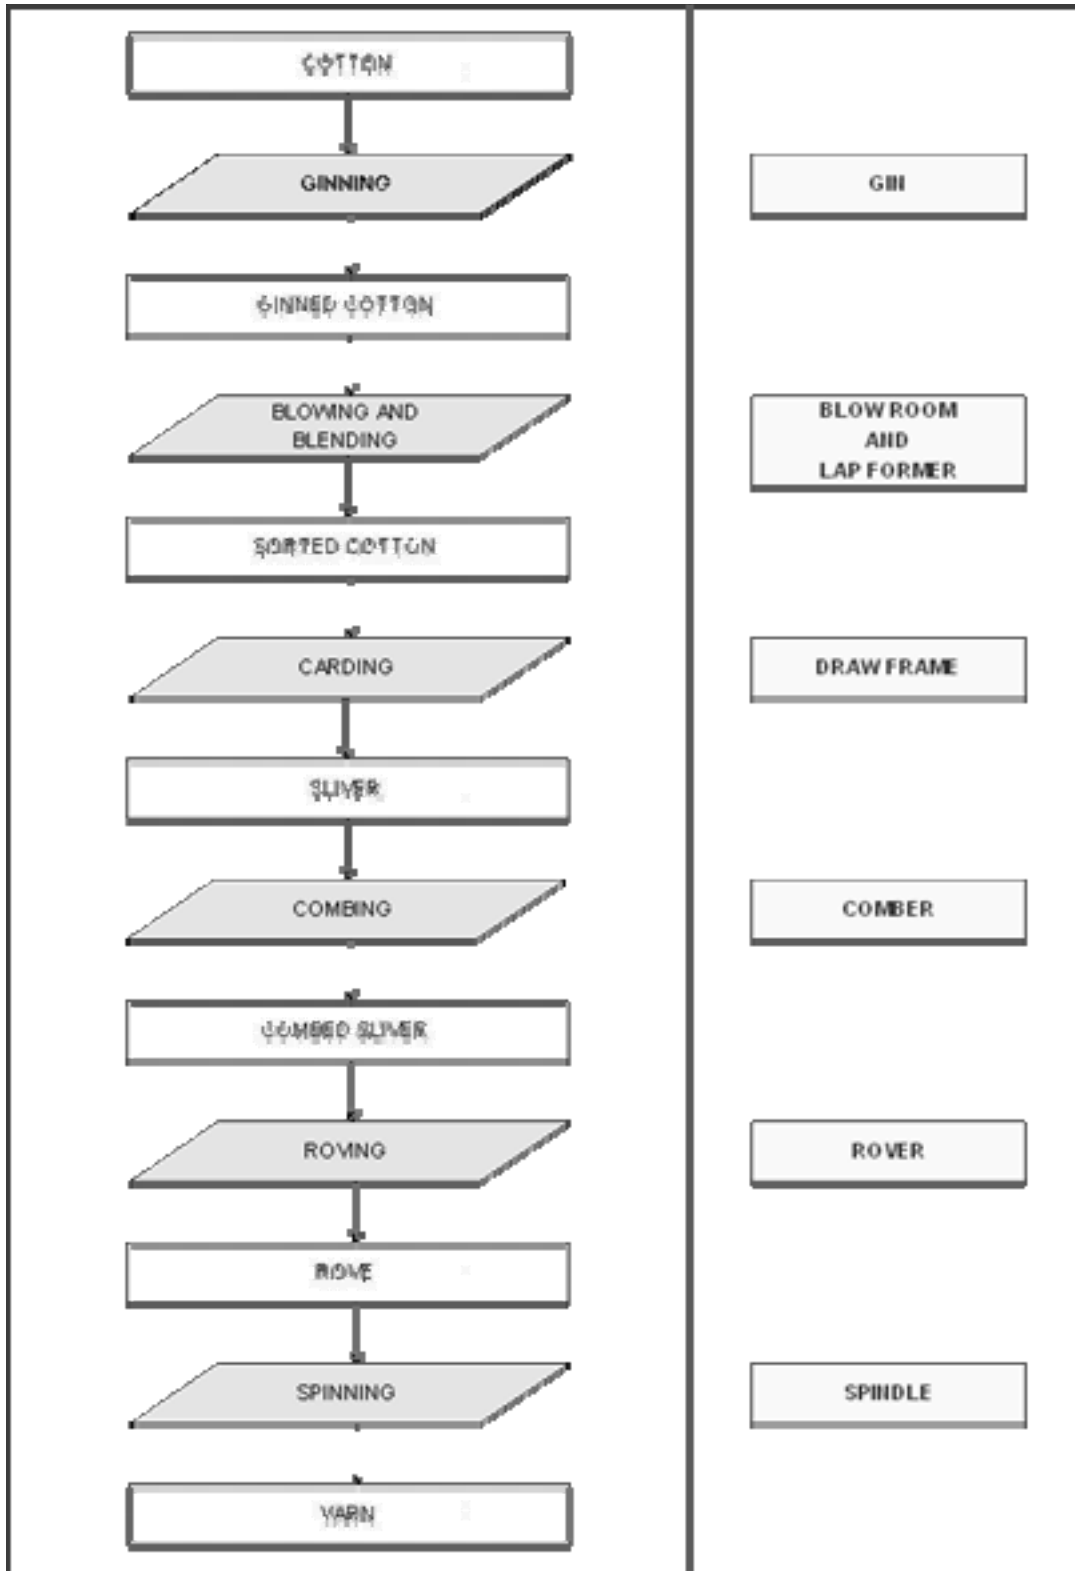 COTTON
GINNING
GIN
GINNED COTTON
BLOWING AND
BLENDING
BLOW ROOM
AND
LAP FORMER
SORTED COTTON
CARDING
DRAW FRAME
SLIVER
COMBING
COMBER
COMBED SLIVER
ROVING
ROVER
ROVE
SPINNING
SPINDLE
YARN